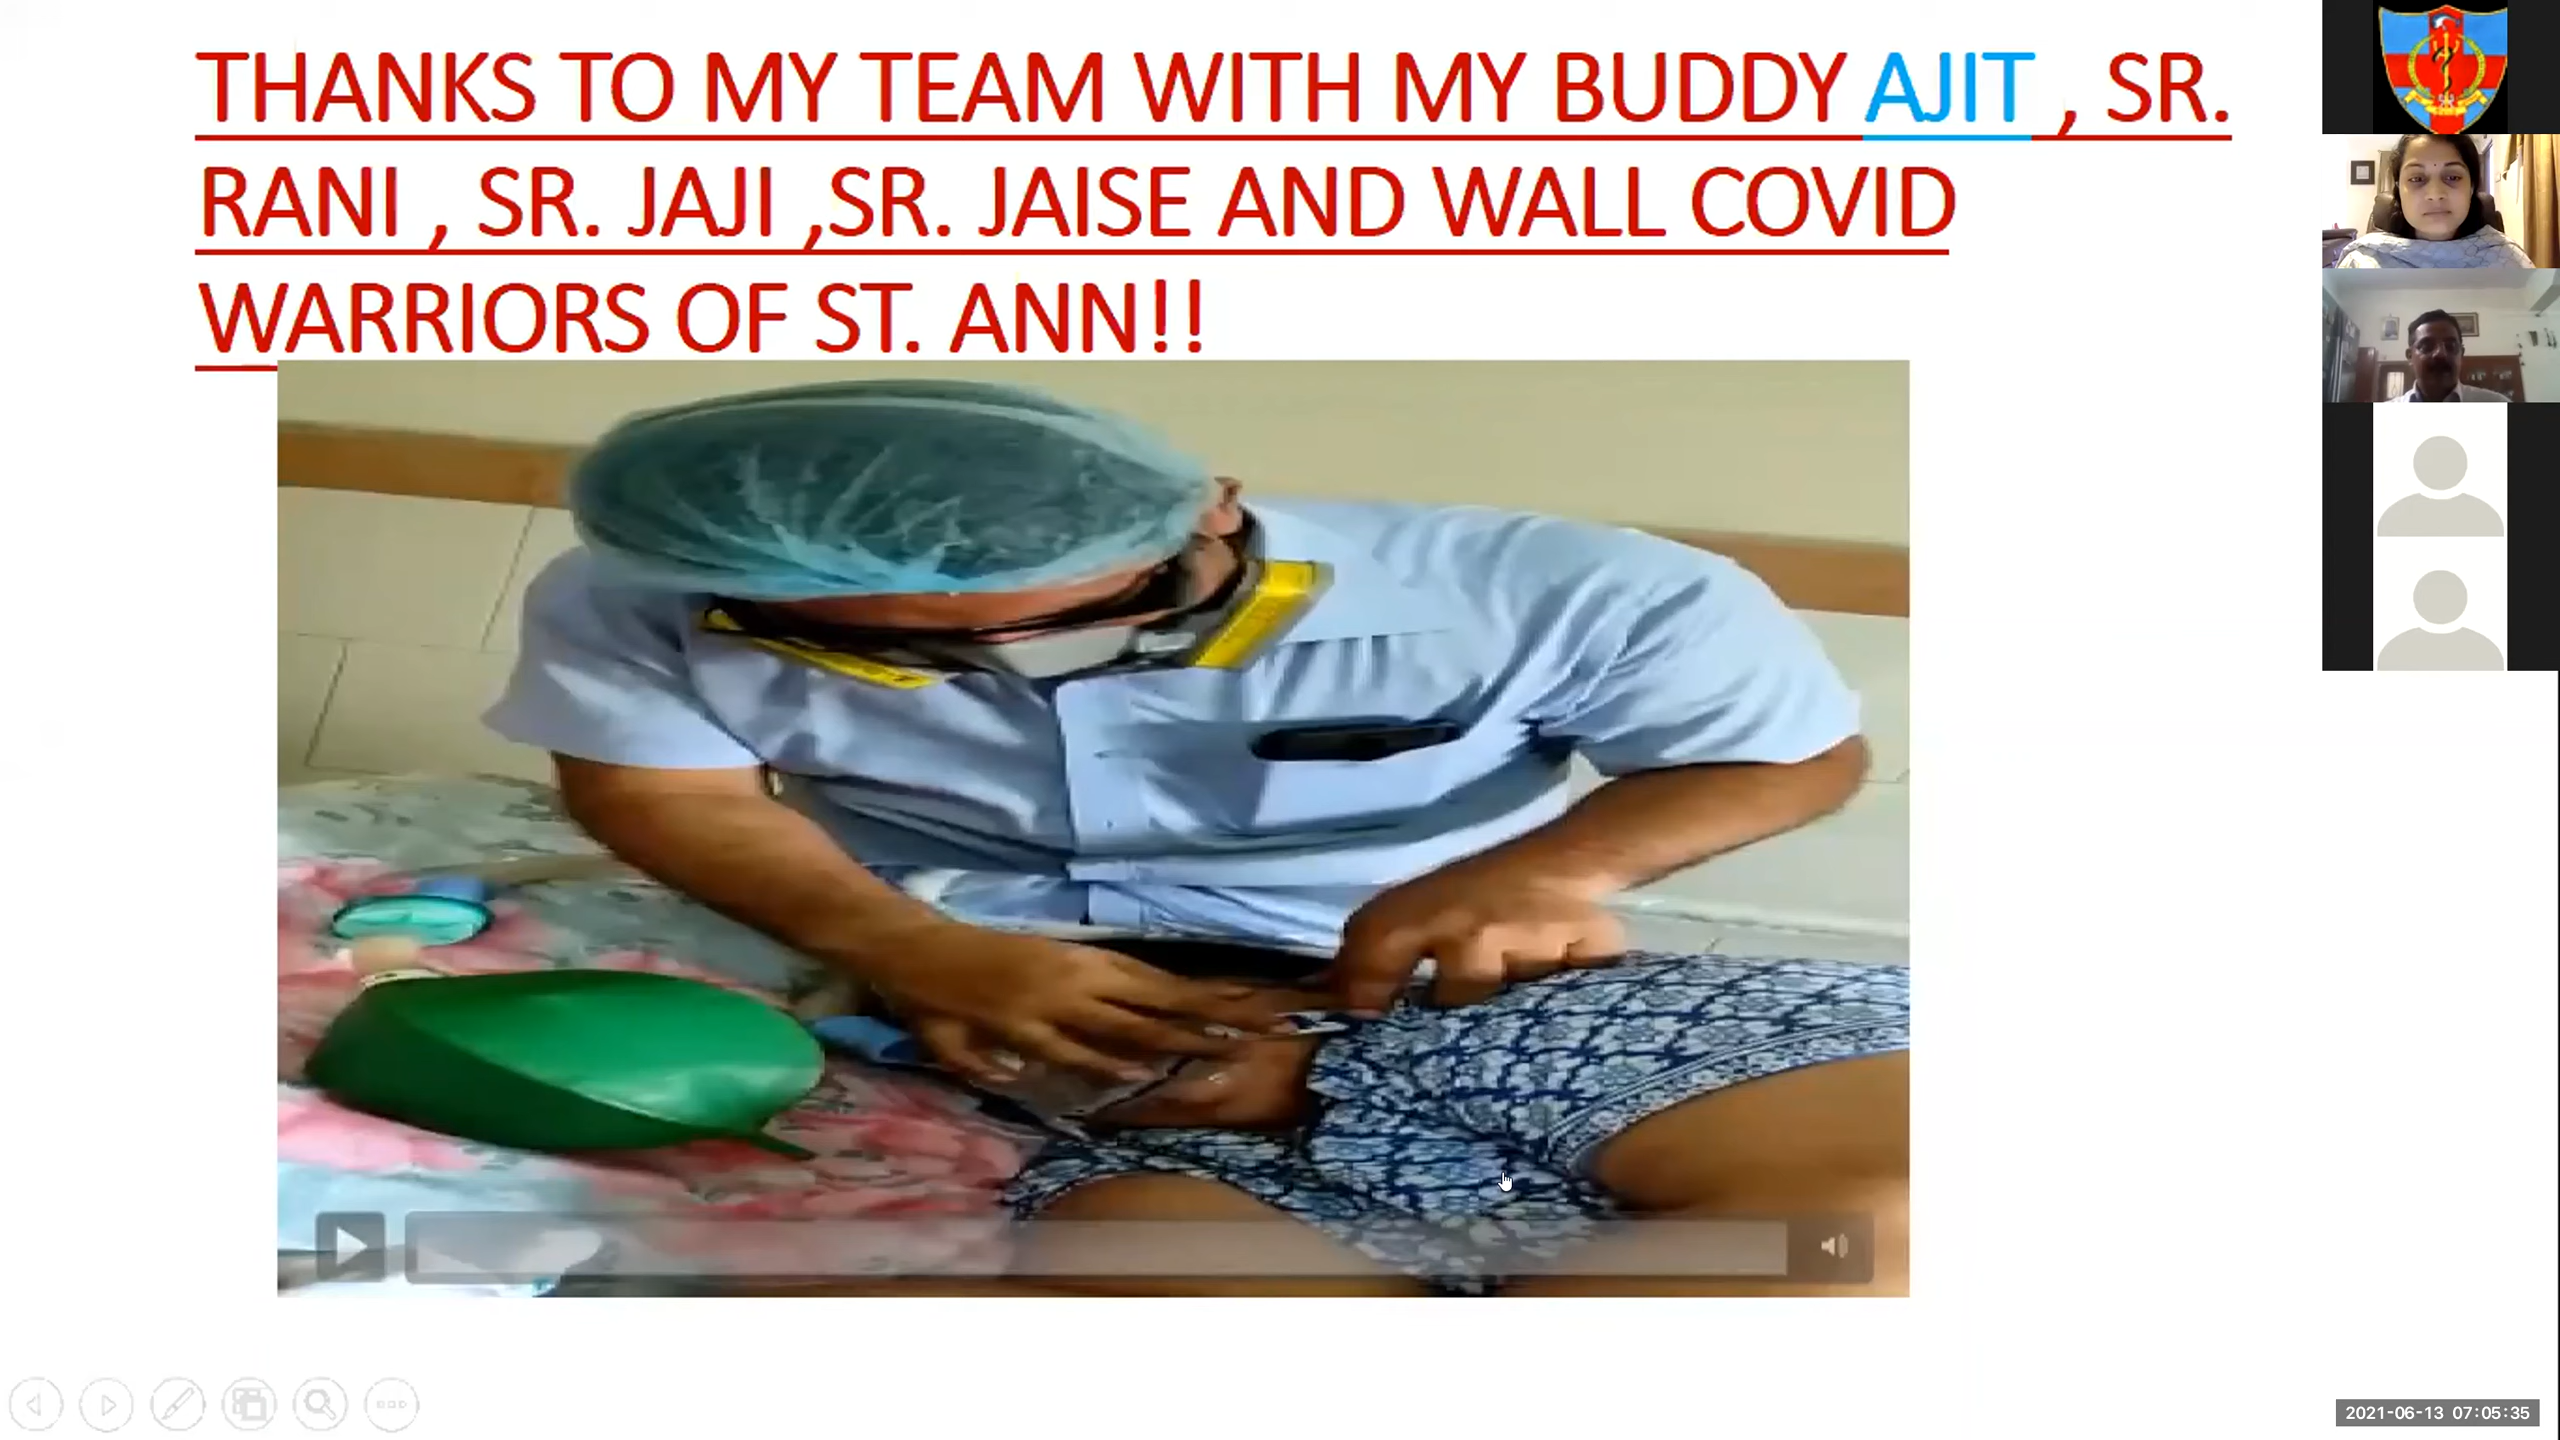 THANKS TO MY TEAM WITH MY BUDDY AJIT , SR.
RANI , SR. JAJI ,SR. JAISE AND WALL COVID
WARRIORS OF ST. ANN!!
2021-06-13 07:05:35